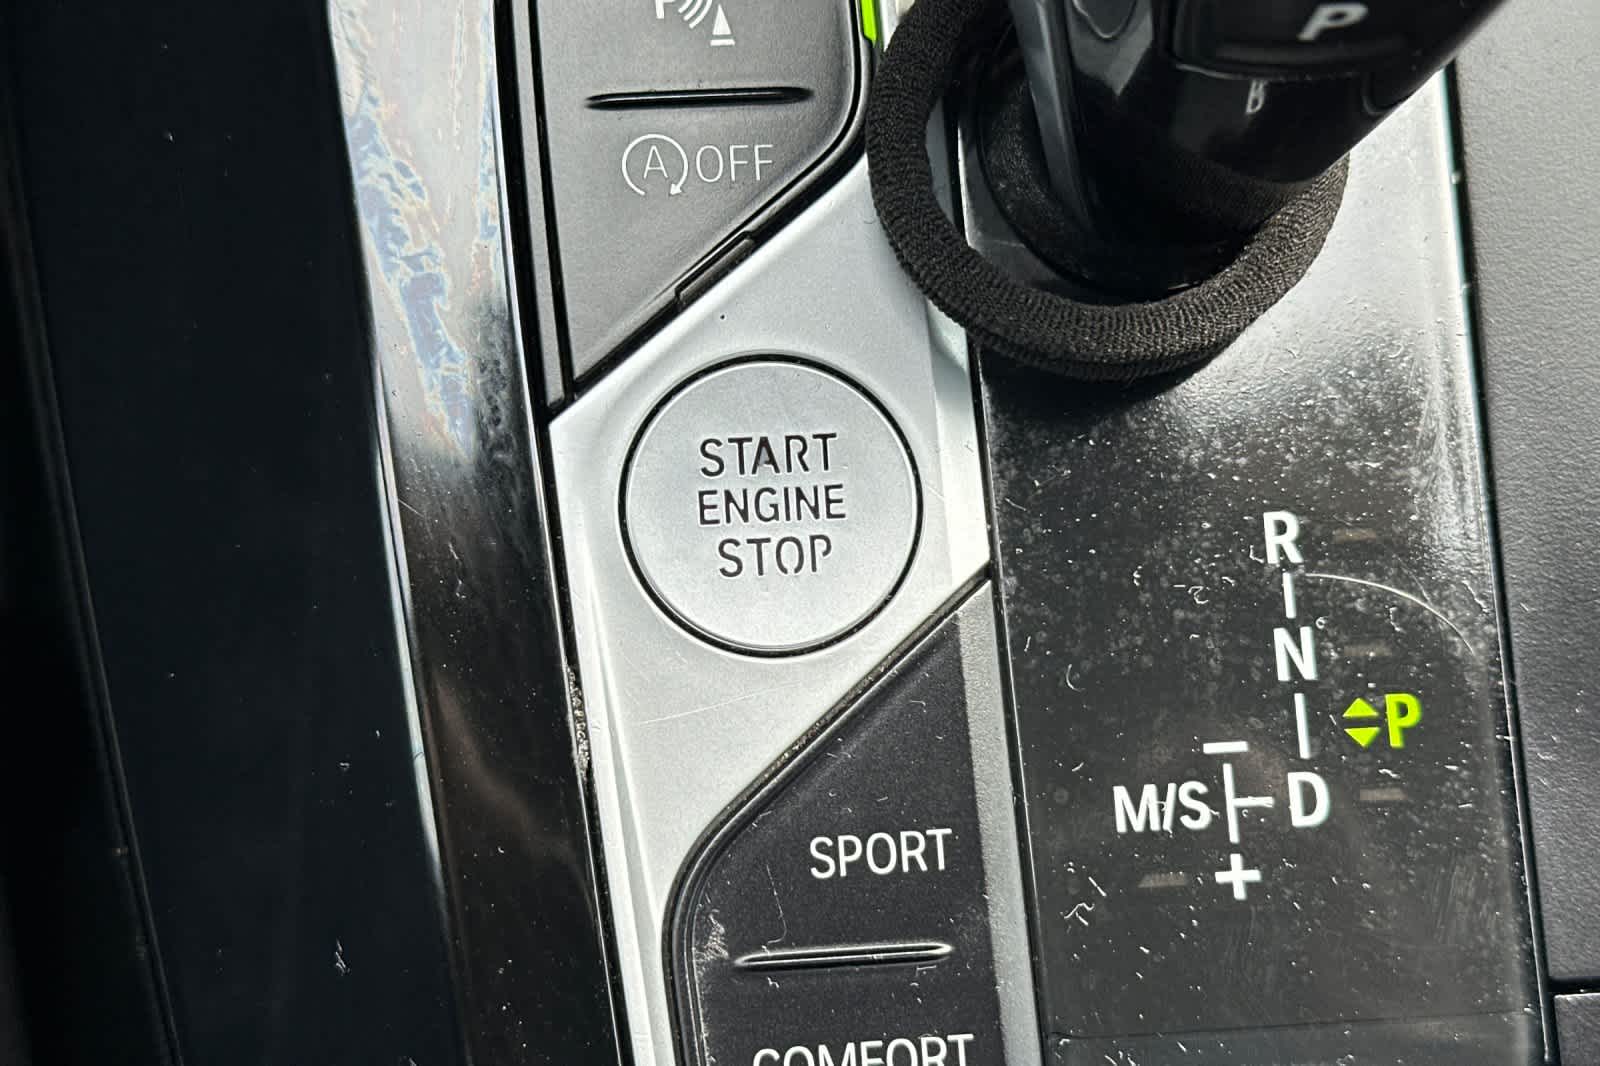 P
P
B
A OFF
START
ENGINE
STOP
R
N
P
M/S D
−
+
SPORT
COMFORT